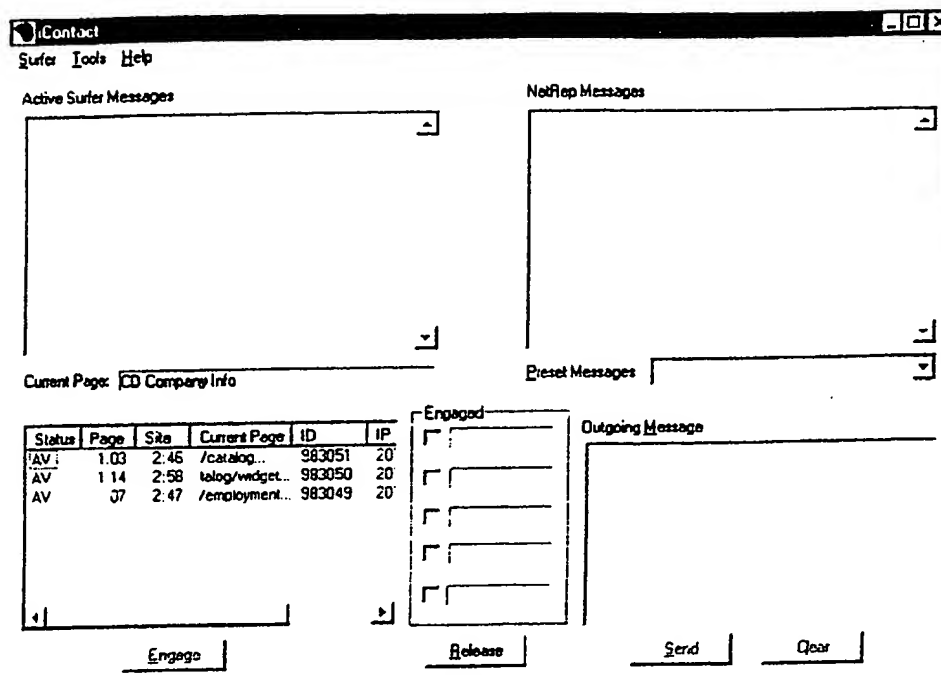 iContact
Surfer Tools Help
Active Surfer Messages
NetRep Messages
Current Page: CD Company Info
Preset Messages
Engaged
Outgoing Message
Status Page Site Current Page ID IP
AV 1.03 2:46 /catalog... 983051 20
AV 1 14 2:58 talog/widget... 983050 20
AV 07 2:47 /employment... 983049 20
Engage
Release
Send
Clear